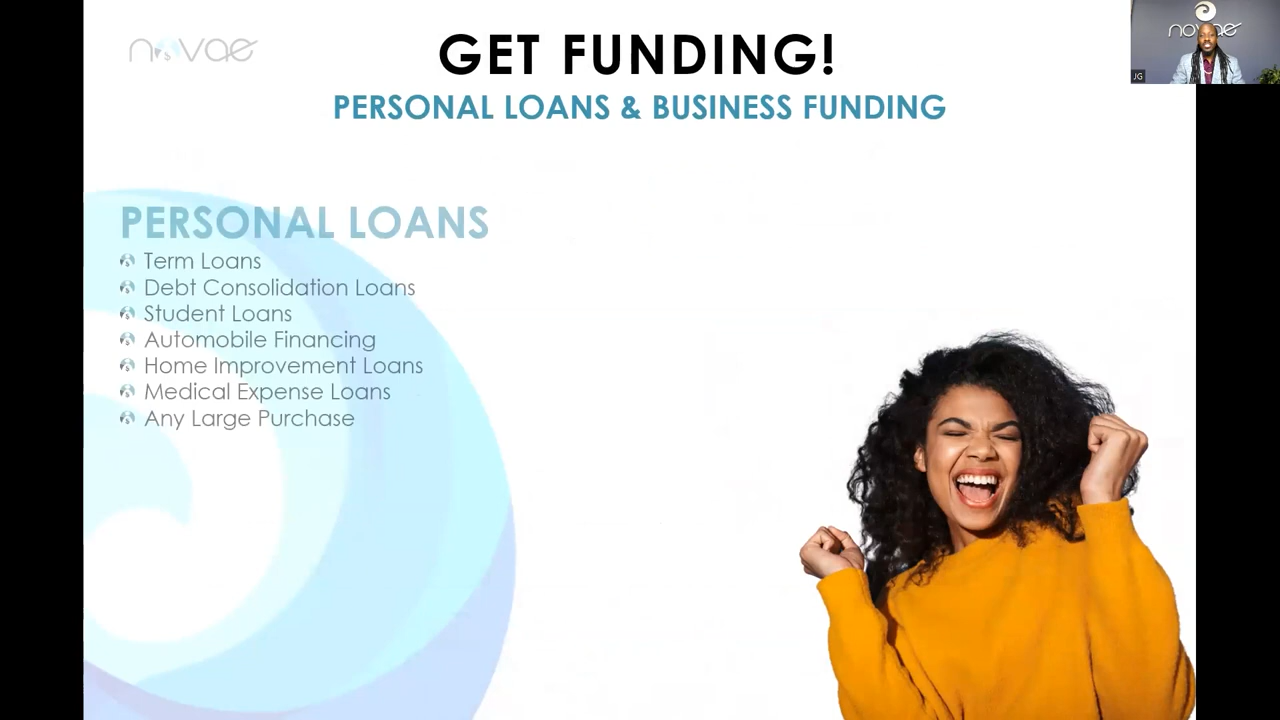 novae
GET FUNDING!
PERSONAL LOANS & BUSINESS FUNDING
novae
JG
PERSONAL LOANS
Term Loans
Debt Consolidation Loans
Student Loans
Automobile Financing
Home Improvement Loans
Medical Expense Loans
Any Large Purchase